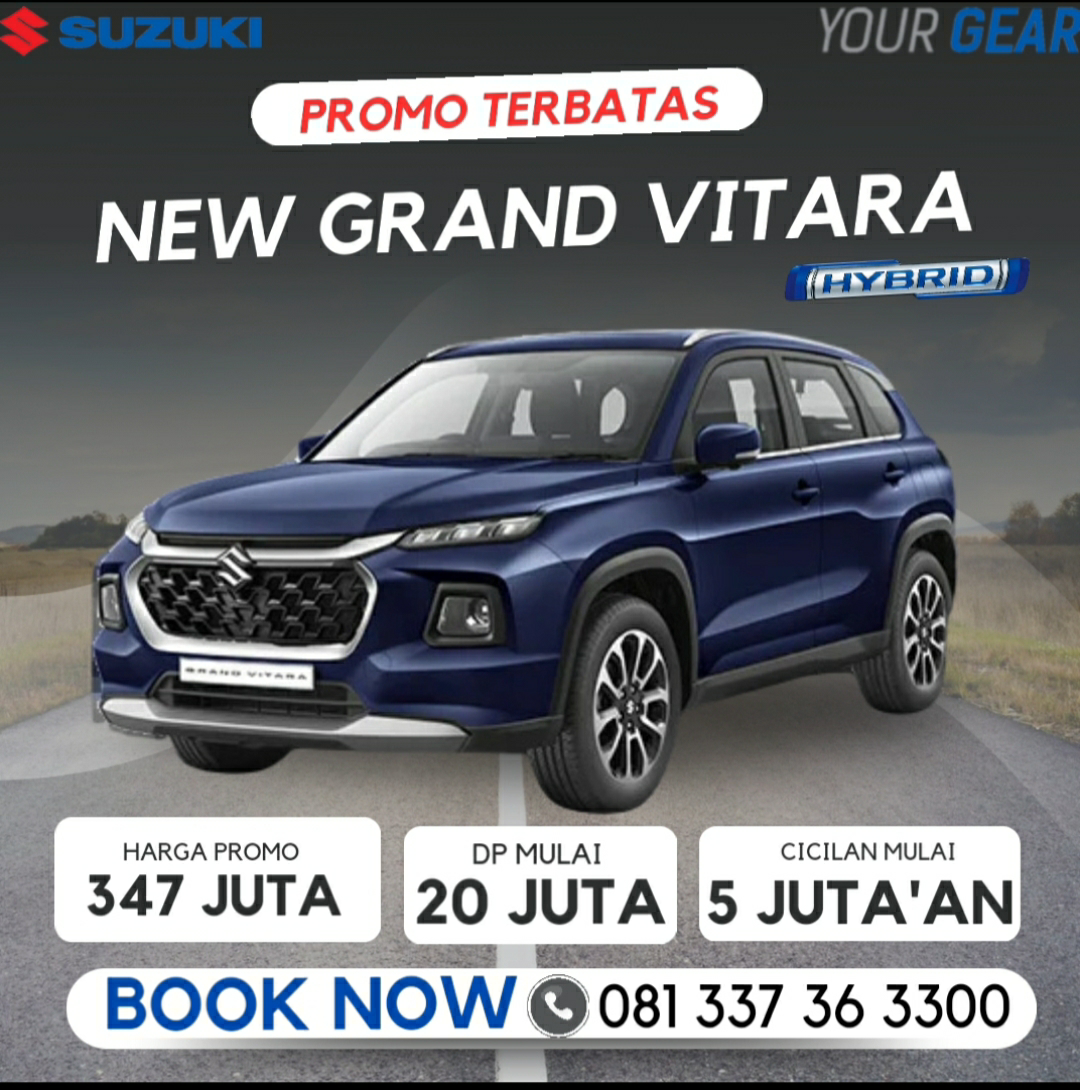 SUZUKI
YOUR GEAR
PROMO TERBATAS
NEW GRAND VITARA
HYBRID
GRAND VITARA
HARGA PROMO
347 JUTA
DP MULAI
20 JUTA
CICILAN MULAI
5 JUTA'AN
BOOK NOW 081 337 36 3300